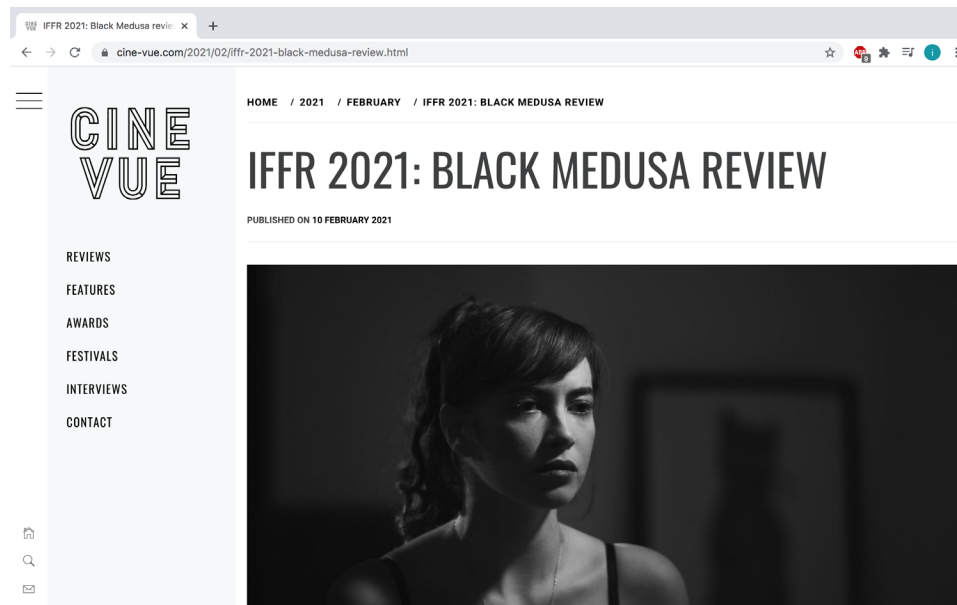 IFFR 2021: Black Medusa revie
cine-vue.com/2021/02/iffr-2021-black-medusa-review.html
ABP
9
i
CINE
VUE
HOME / 2021 / FEBRUARY / IFFR 2021: BLACK MEDUSA REVIEW
IFFR 2021: BLACK MEDUSA REVIEW
PUBLISHED ON 10 FEBRUARY 2021
REVIEWS
FEATURES
AWARDS
FESTIVALS
INTERVIEWS
CONTACT